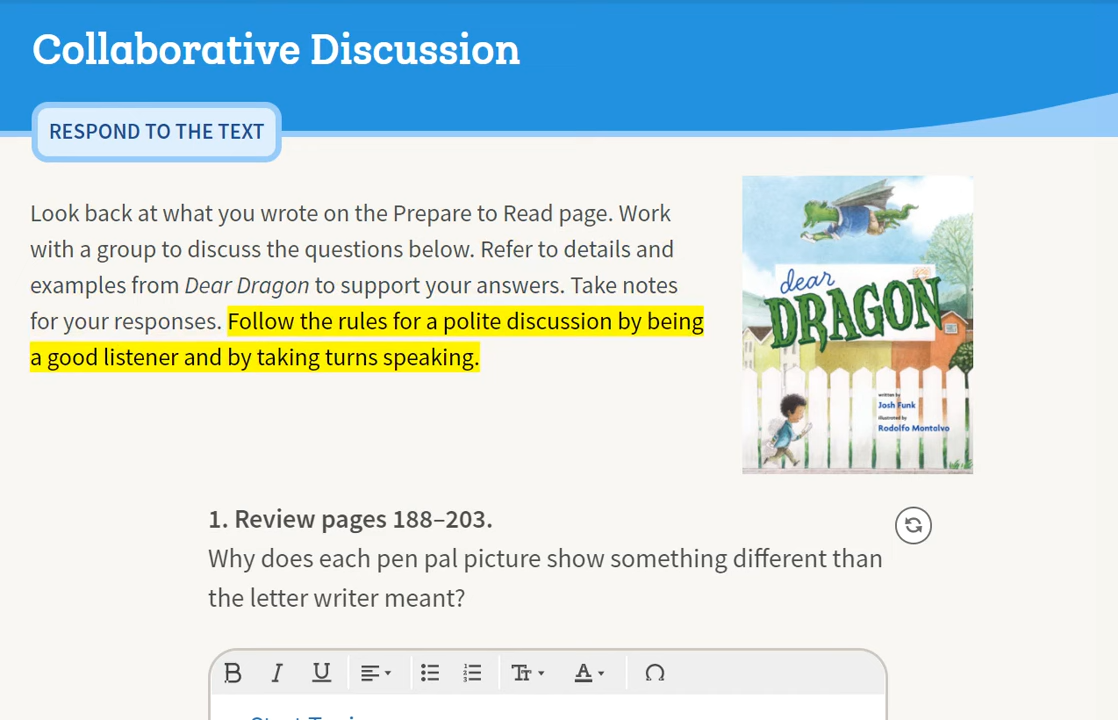 Collaborative Discussion
RESPOND TO THE TEXT
Look back at what you wrote on the Prepare to Read page. Work
with a group to discuss the questions below. Refer to details and
examples from Dear Dragon to support your answers. Take notes
for your responses. Follow the rules for a polite discussion by being
a good listener and by taking turns speaking.
dear
DRAGON
written by
Josh Funk
illustrated by
Rodolfo Montalvo
1. Review pages 188–203.
Why does each pen pal picture show something different than
the letter writer meant?
B I U